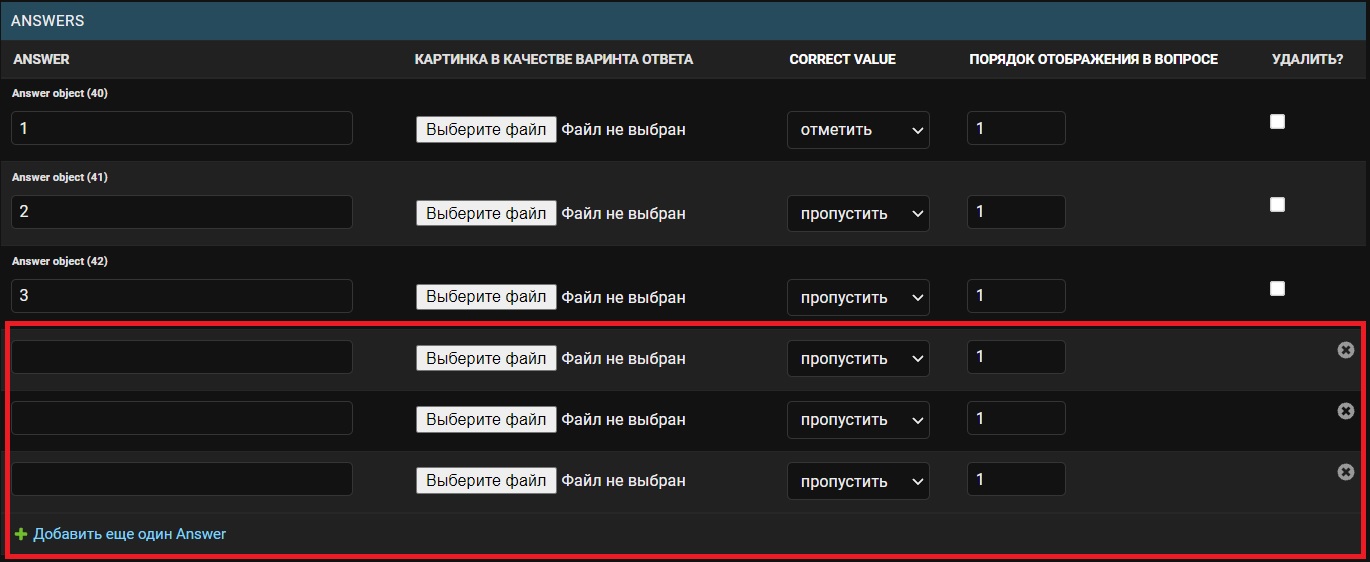 ANSWERS
ANSWER КАРТИНКА В КАЧЕСТВЕ ВАРИНТА ОТВЕТА CORRECT VALUE ПОРЯДОК ОТОБРАЖЕНИЯ В ВОПРОСЕ УДАЛИТЬ?
Answer object (40)
1 Выберите файл Файл не выбран отметить 1
Answer object (41)
2 Выберите файл Файл не выбран пропустить 1
Answer object (42)
3 Выберите файл Файл не выбран пропустить 1
Выберите файл Файл не выбран пропустить 1
Выберите файл Файл не выбран пропустить 1
Выберите файл Файл не выбран пропустить 1
Добавить еще один Answer